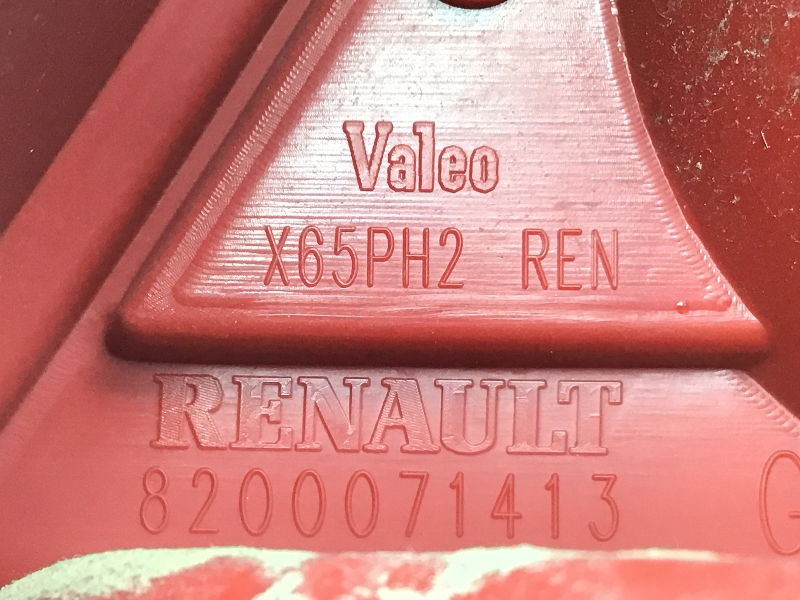 Valeo
X65PH2 REN
RENAULT
8200071413